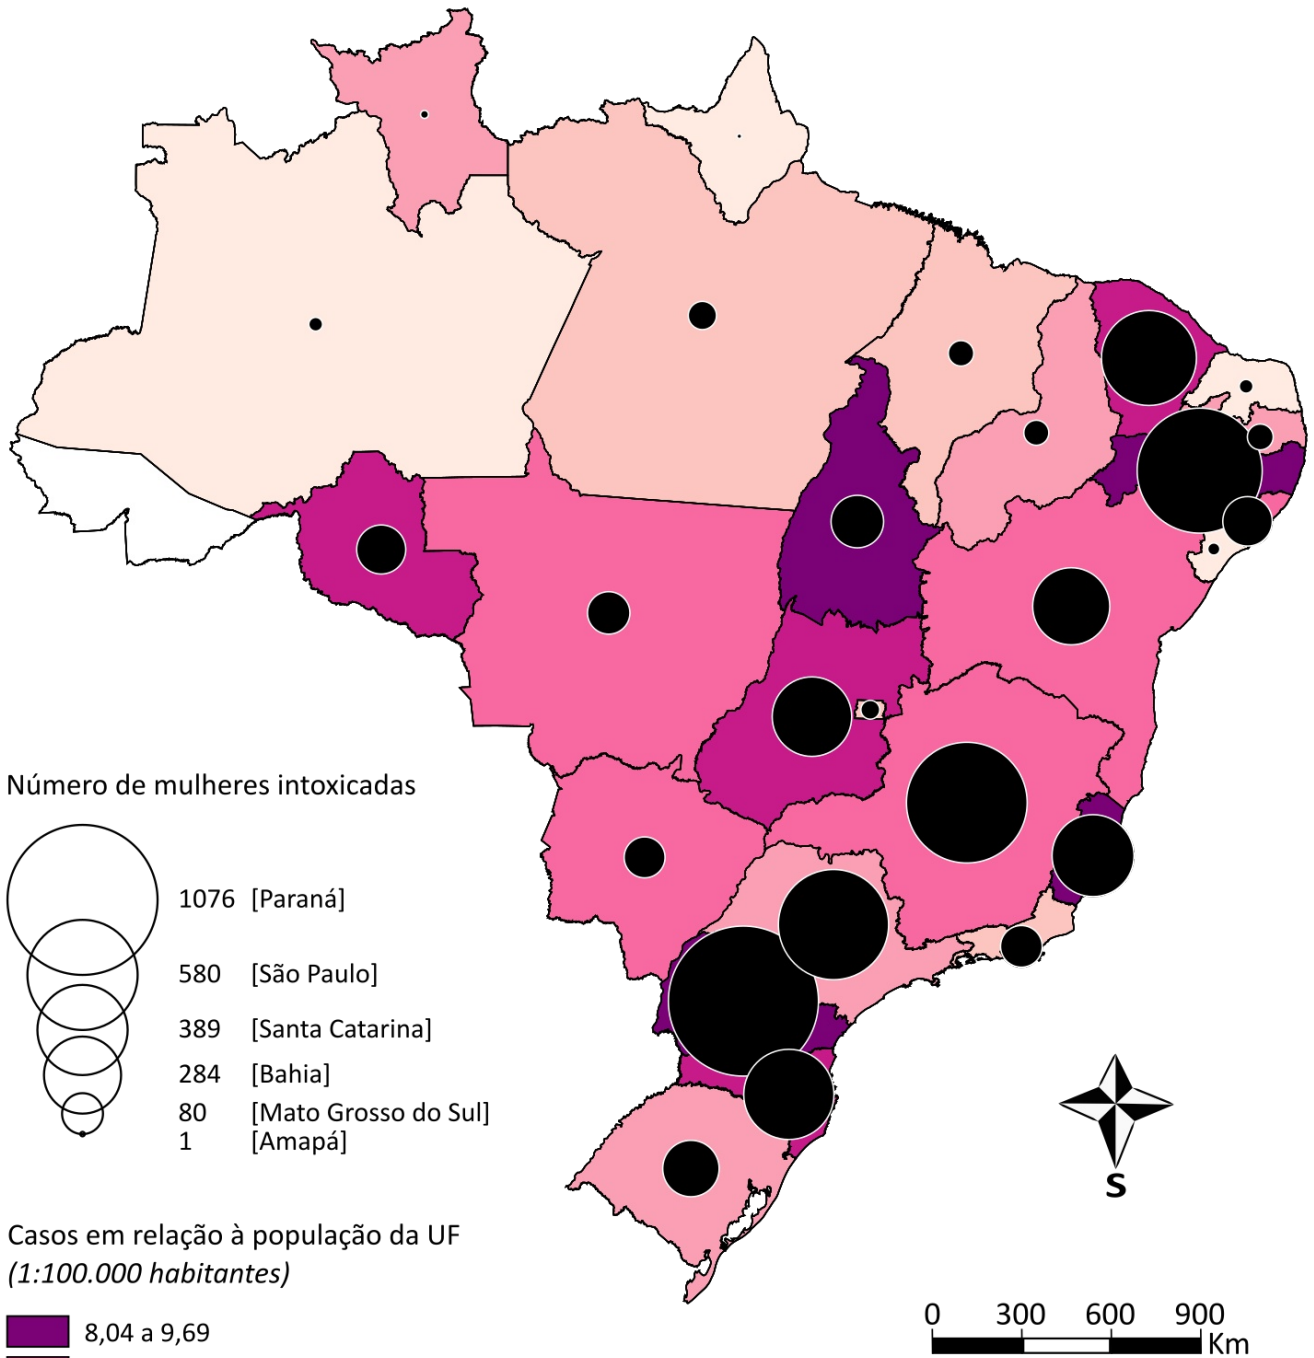 Número de mulheres intoxicadas
1076 [Paraná]
580 [São Paulo]
389 [Santa Catarina]
284 [Bahia]
80 [Mato Grosso do Sul]
1 [Amapá]
S
Casos em relação à população da UF
(1:100.000 habitantes)
8,04 a 9,69
0 300 600 900
Km